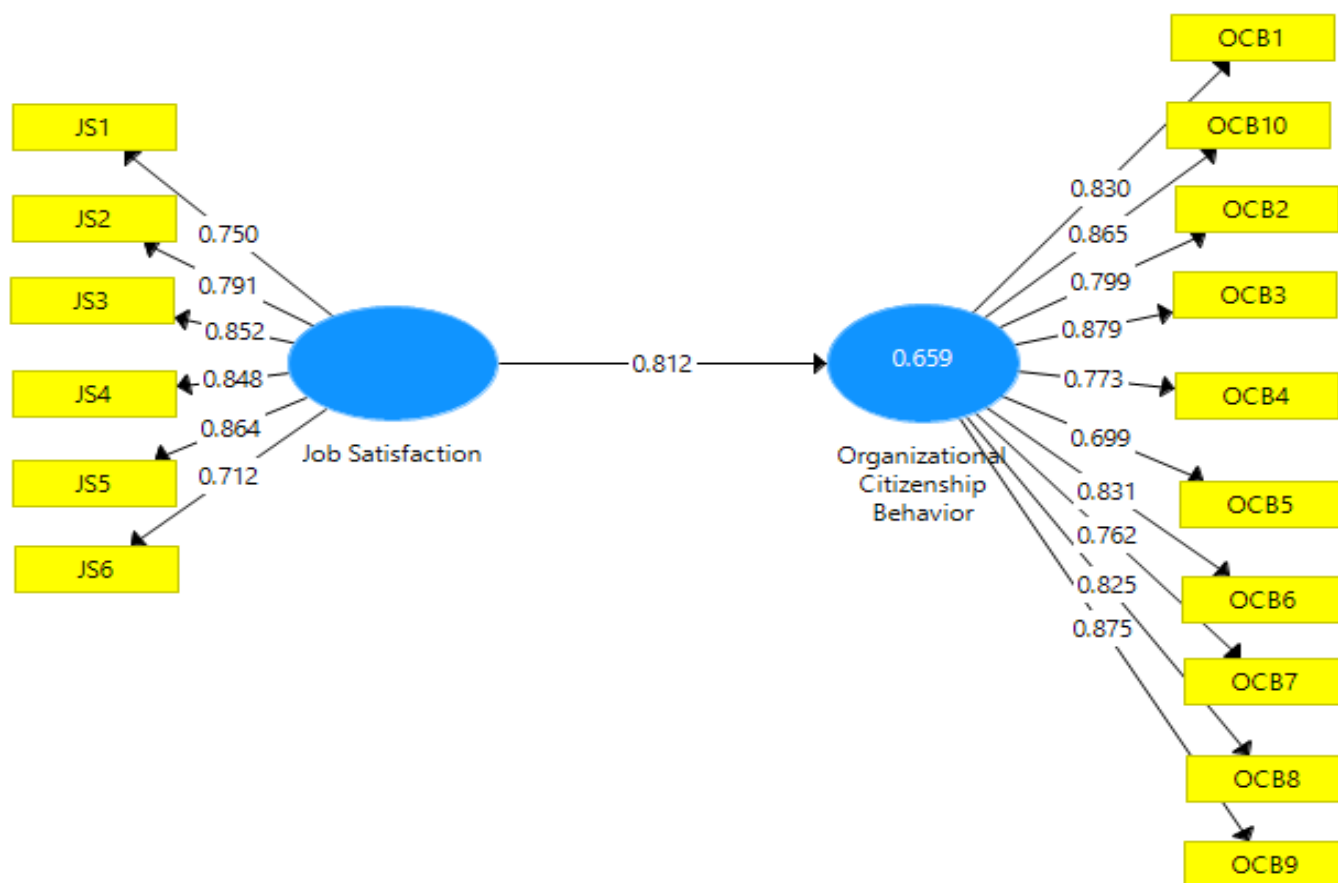 JS1
JS2
JS3
JS4
JS5
JS6
0.750
0.791
0.852
0.848
0.864
0.712
Job Satisfaction
0.812
0.659
Organizational
Citizenship
Behavior
0.830
0.865
0.799
0.879
0.773
0.699
0.831
0.762
0.825
0.875
OCB1
OCB10
OCB2
OCB3
OCB4
OCB5
OCB6
OCB7
OCB8
OCB9